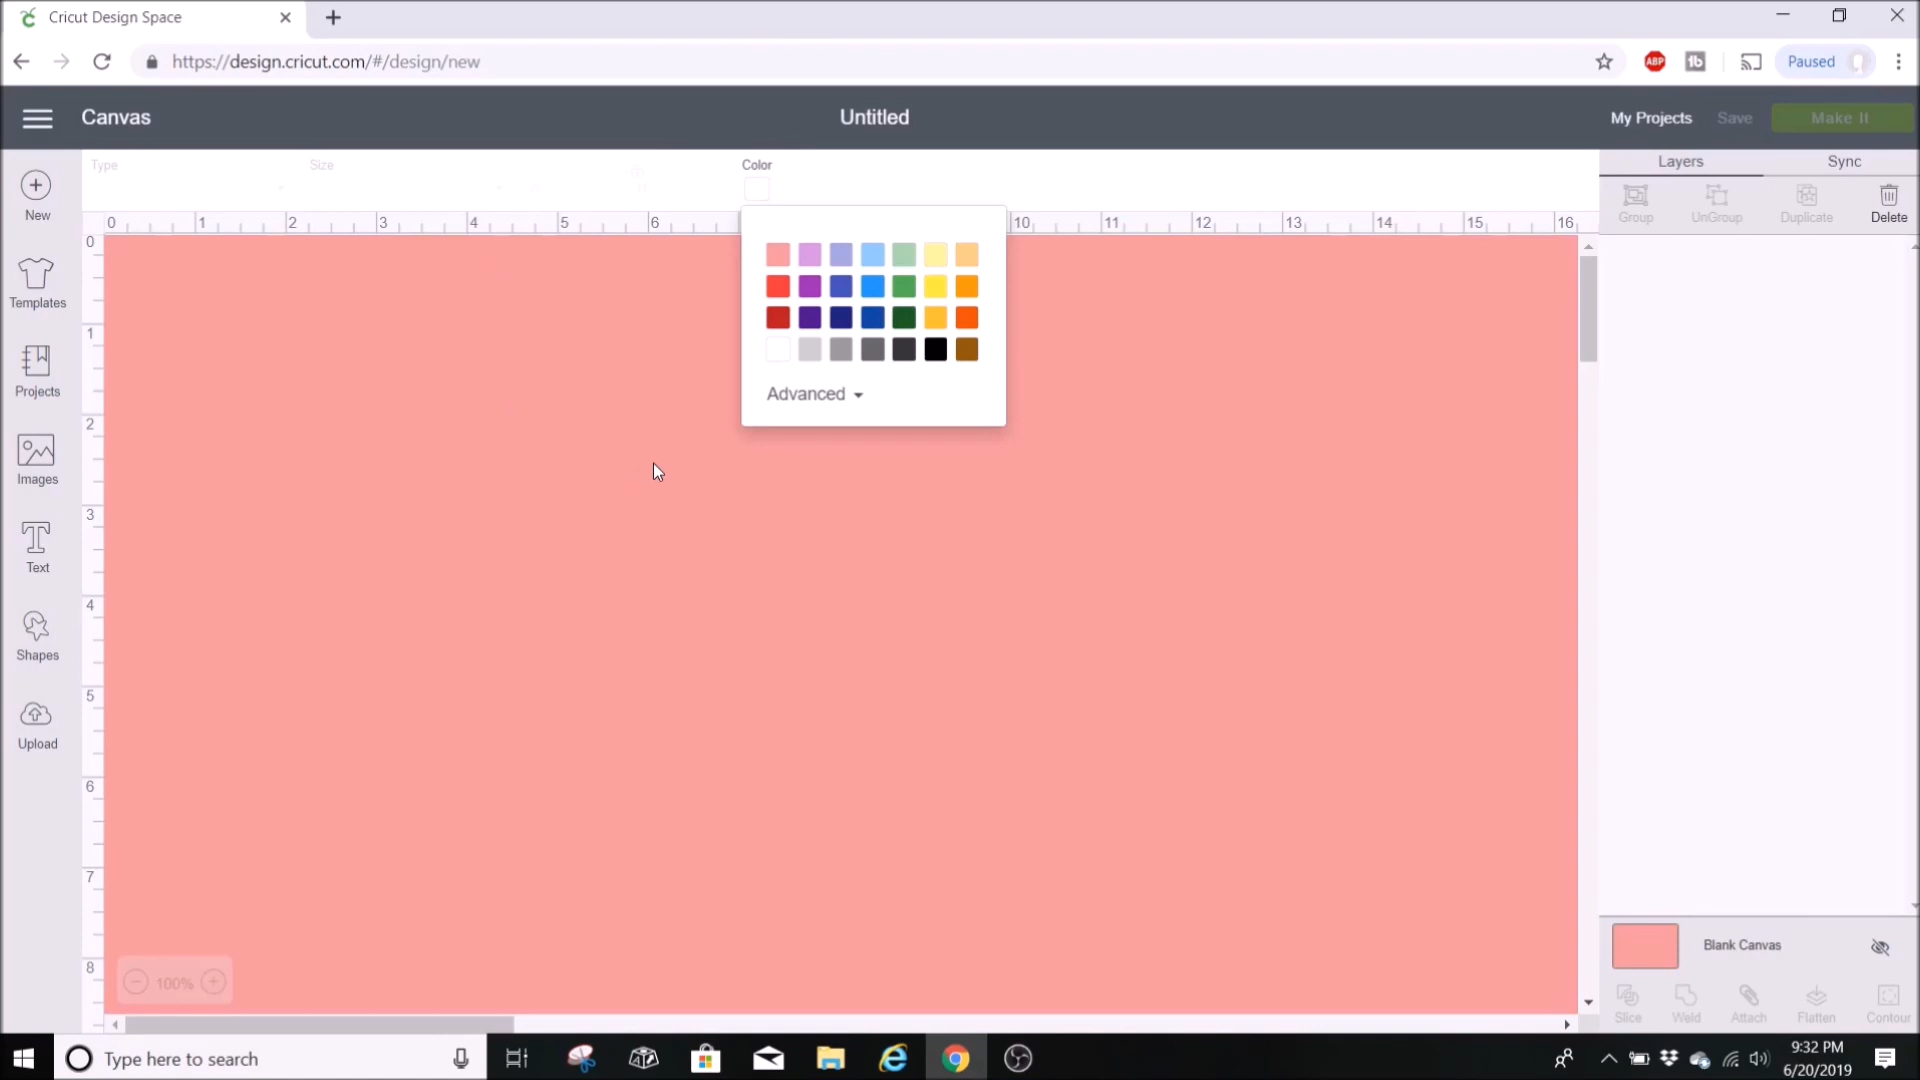 Cricut Design Space
https://design.cricut.com/#/design/new
ABP
tb
Paused
Canvas
Untitled
My Projects
Save
Make It
New
Templates
Projects
Images
Text
Shapes
Upload
Type
Size
Color
0 1 2 3 4 5 6 10 11 12 13 14 15 16
0
1
2
3
4
5
6
7
8
Advanced
100%
Layers
Sync
Group
UnGroup
Duplicate
Delete
Blank Canvas
Slice
Weld
Attach
Flatten
Contour
Type here to search
9:32 PM
6/20/2019